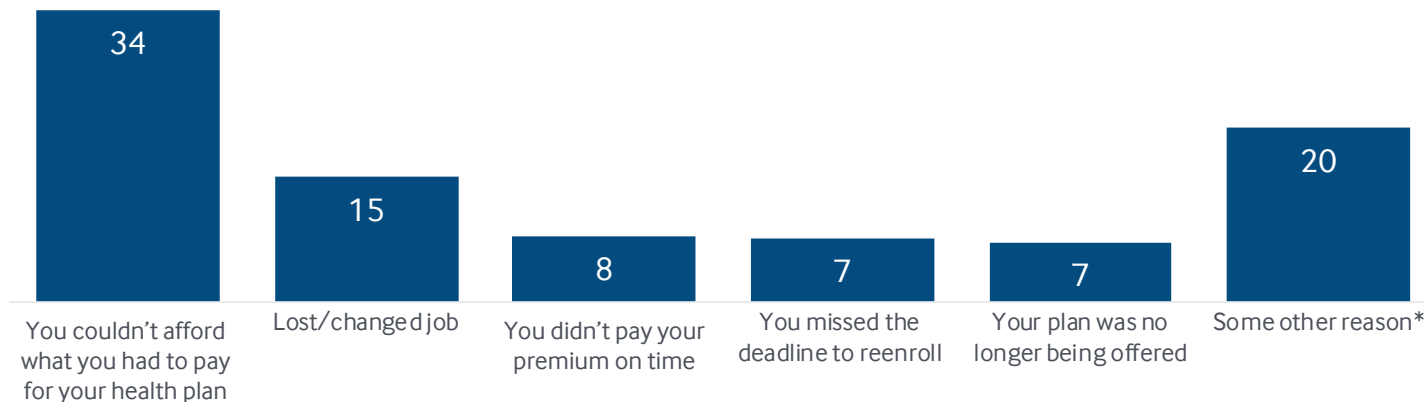 34
15
8
7
7
20
You couldn’t afford
what you had to pay
for your health plan
Lost/changed job
You didn’t pay your
premium on time
You missed the
deadline to reenroll
Your plan was no
longer being offered
Some other reason*